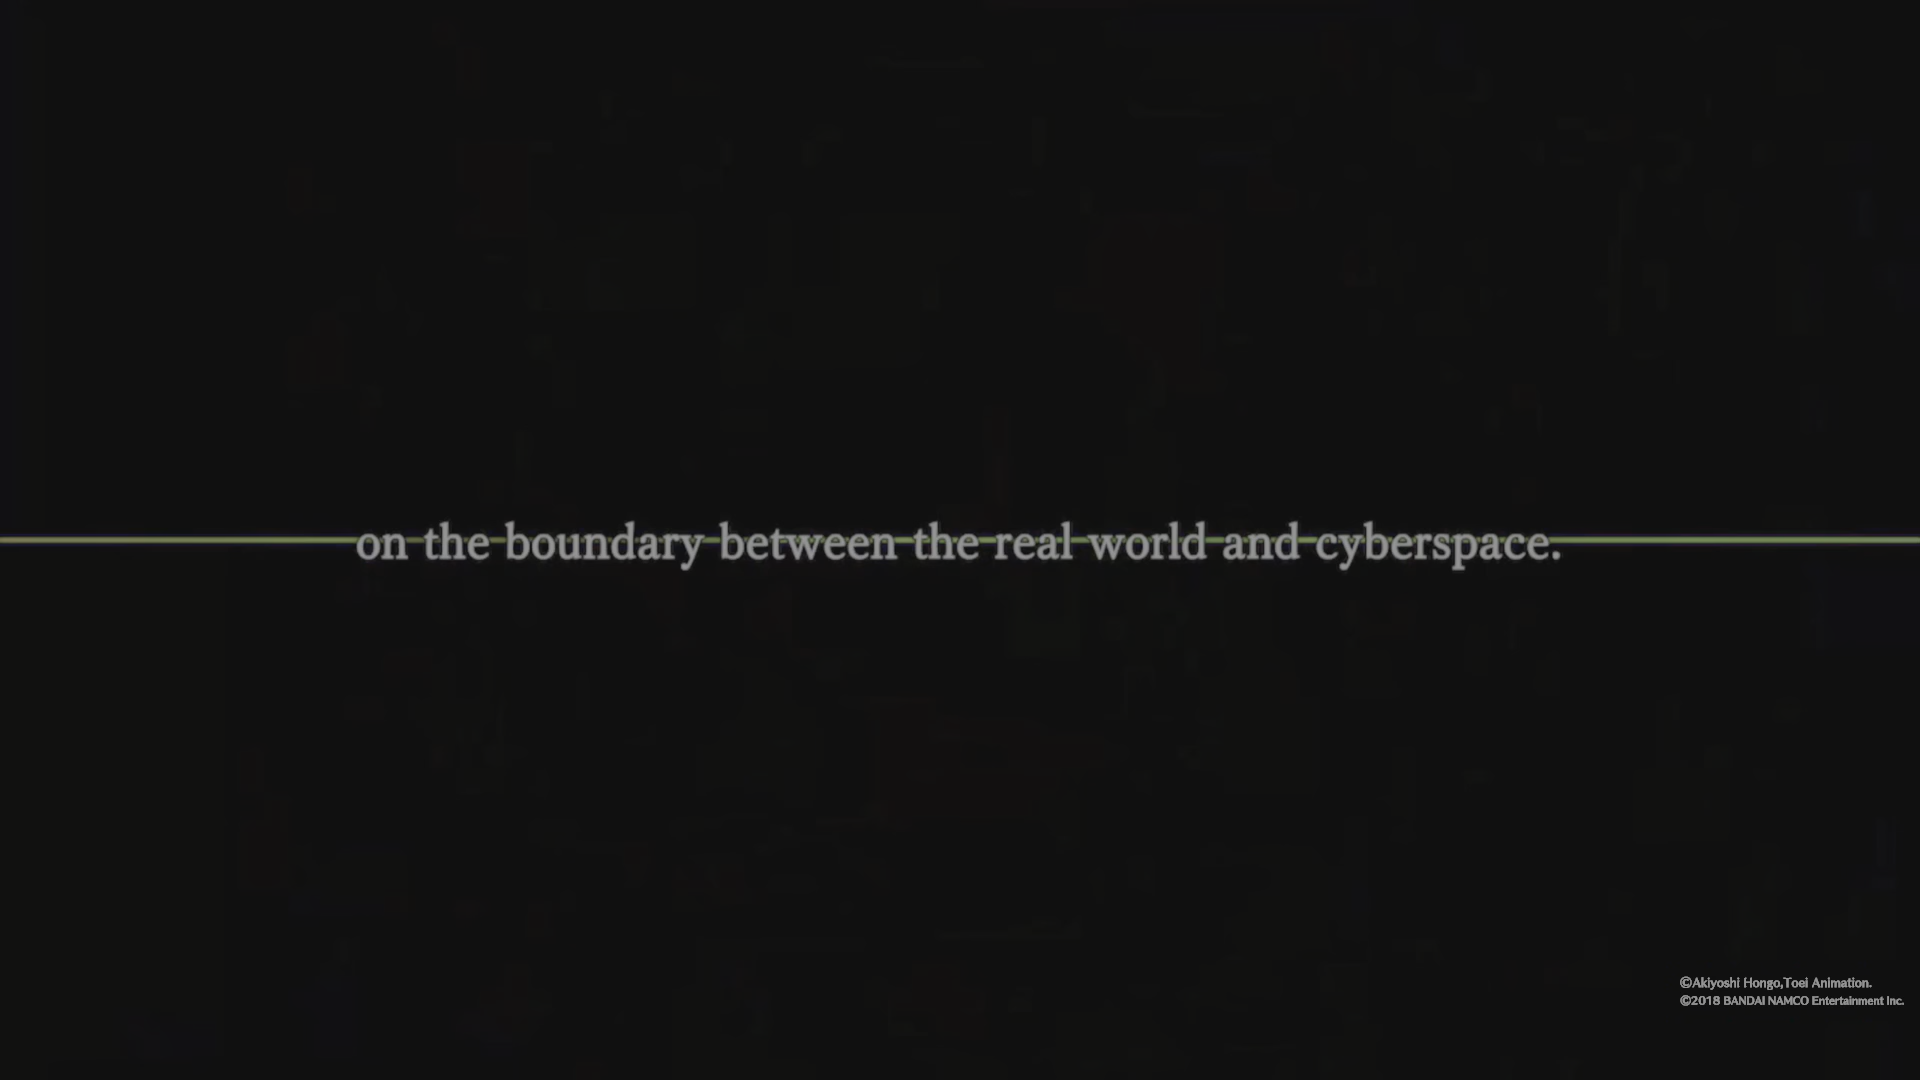 on the boundary between the real world and cyberspace.
©Akiyoshi Hongo,Toei Animation.
©2018 BANDAI NAMCO Entertainment Inc.